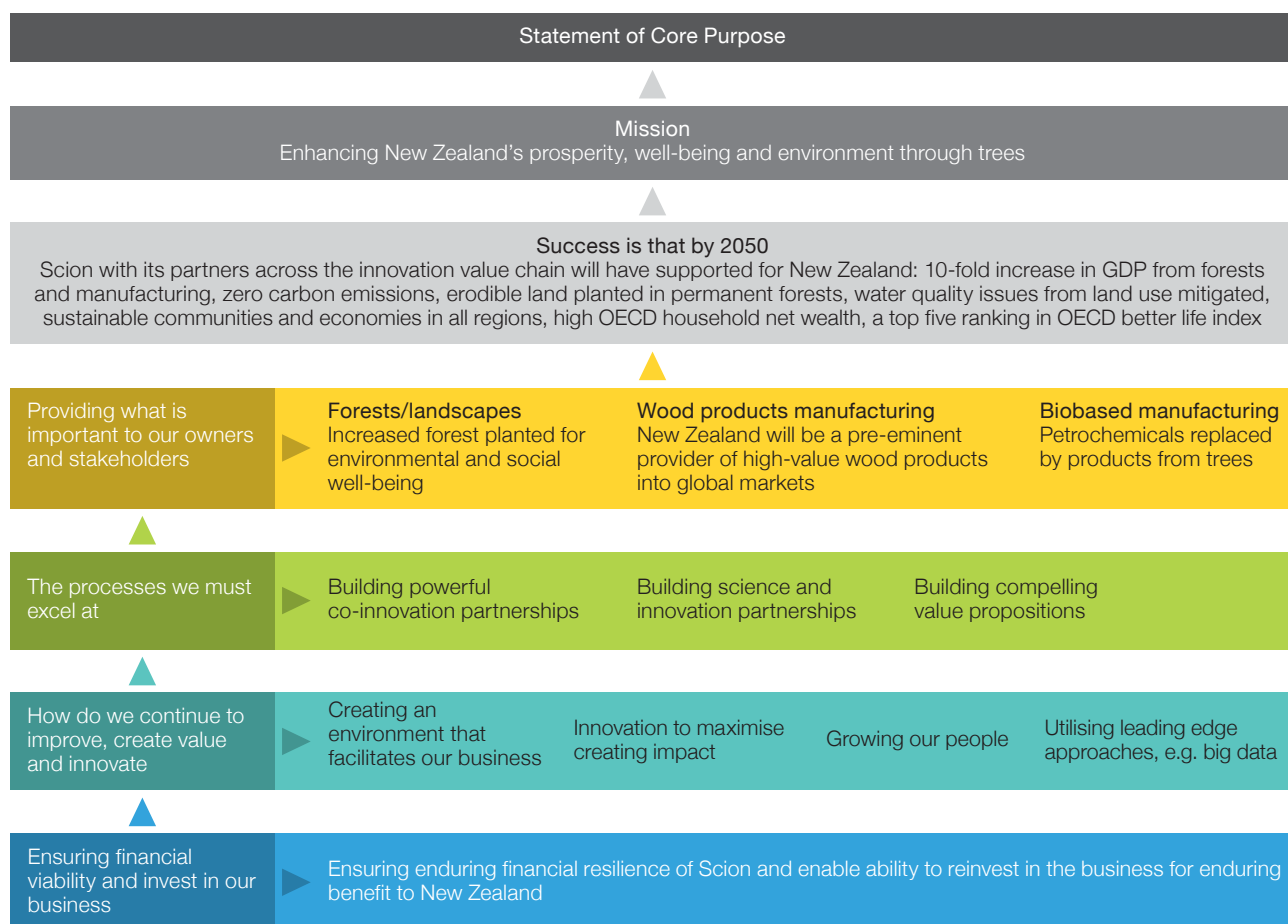 Statement of Core Purpose
Mission
Enhancing New Zealand's prosperity, well-being and environment through trees
Success is that by 2050
Scion with its partners across the innovation value chain will have supported for New Zealand: 10-fold increase in GDP from forests
and manufacturing, zero carbon emissions, erodible land planted in permanent forests, water quality issues from land use mitigated,
sustainable communities and economies in all regions, high OECD household net wealth, a top five ranking in OECD better life index
Providing what is
important to our owners
and stakeholders
Forests/landscapes
Increased forest planted for
environmental and social
well-being
Wood products manufacturing
New Zealand will be a pre-eminent
provider of high-value wood products
into global markets
Biobased manufacturing
Petrochemicals replaced
by products from trees
The processes we must
excel at
Building powerful
co-innovation partnerships
Building science and
innovation partnerships
Building compelling
value propositions
How do we continue to
improve, create value
and innovate
Creating an
environment that
facilitates our business
Innovation to maximise
creating impact
Growing our people
Utilising leading edge
approaches, e.g. big data
Ensuring financial
viability and invest in our
business
Ensuring enduring financial resilience of Scion and enable ability to reinvest in the business for enduring
benefit to New Zealand